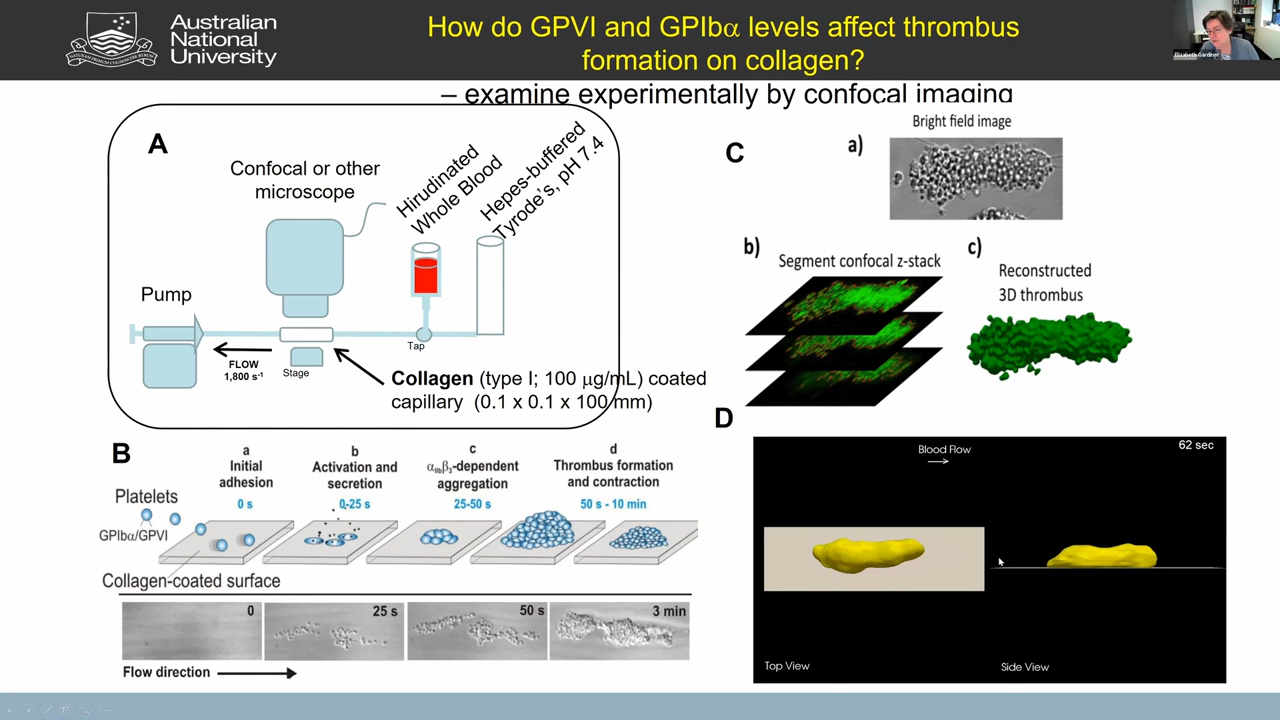 Australian
National
University
How do GPVI and GPIbα levels affect thrombus
formation on collagen?
– examine experimentally by confocal imaging
Elizabeth Gardiner
A
Confocal or other
microscope
Hirudinated
Whole Blood
Hepes-buffered
Tyrode's, pH 7.4
Pump
Tap
FLOW
1,800 s-1
Stage
Collagen (type I; 100 µg/mL) coated
capillary (0.1 x 0.1 x 100 mm)
B
a
Initial
adhesion
0 s
b
Activation and
secretion
0-25 s
c
αIIbβ3-dependent
aggregation
25-50 s
d
Thrombus formation
and contraction
50 s - 10 min
Platelets
GPIbα/GPVI
Collagen-coated surface
0
25 s
50 s
3 min
Flow direction
C
Bright field image
a)
b)
Segment confocal z-stack
c)
Reconstructed
3D thrombus
D
Blood Flow
62 sec
Top View
Side View